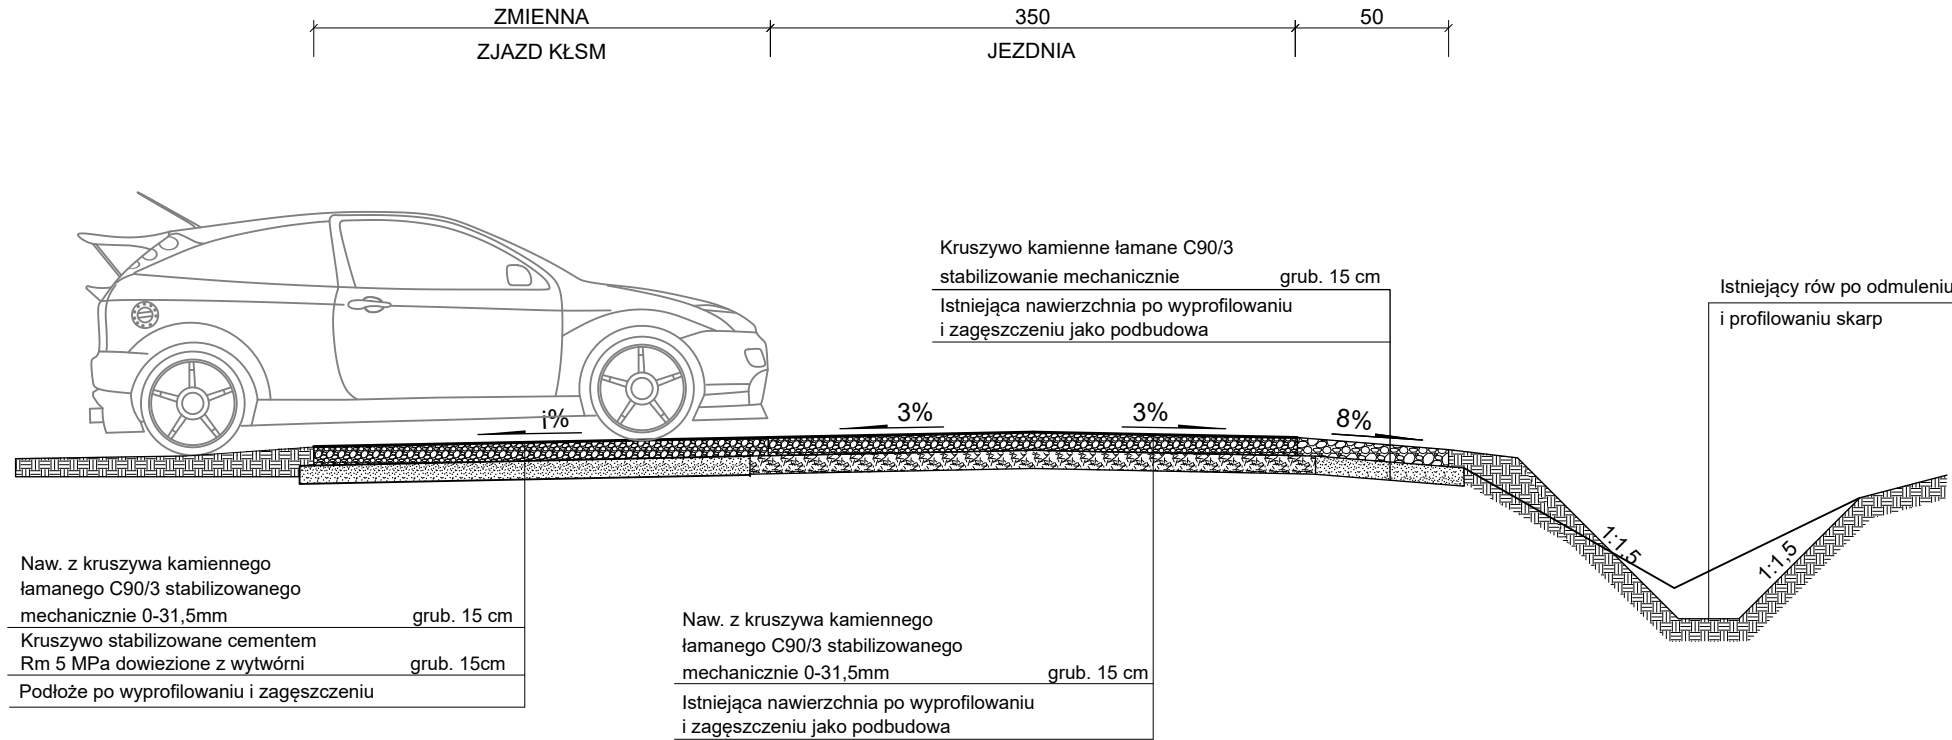 ZMIENNA
350
50
ZJAZD KŁSM
JEZDNIA
Kruszywo kamienne łamane C90/3
stabilizowanie mechanicznie grub. 15 cm
Istniejąca nawierzchnia po wyprofilowaniu
i zagęszczeniu jako podbudowa
Istniejący rów po odmuleniu
i profilowaniu skarp
i%
3%
3%
8%
1:1,5
1:1,5
Naw. z kruszywa kamiennego
łamanego C90/3 stabilizowanego
mechanicznie 0-31,5mm grub. 15 cm
Kruszywo stabilizowane cementem
Rm 5 MPa dowiezione z wytwórni grub. 15cm
Podłoże po wyprofilowaniu i zagęszczeniu
Naw. z kruszywa kamiennego
łamanego C90/3 stabilizowanego
mechanicznie 0-31,5mm grub. 15 cm
Istniejąca nawierzchnia po wyprofilowaniu
i zagęszczeniu jako podbudowa